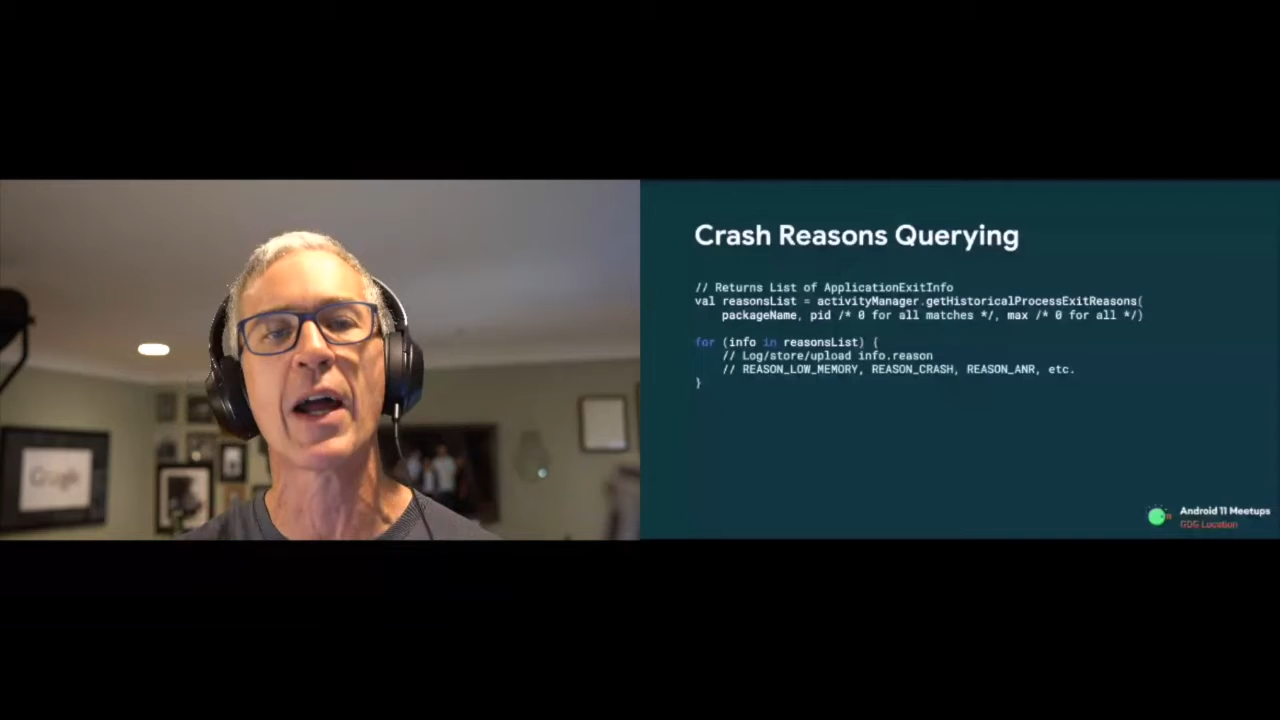 Google
Crash Reasons Querying
// Returns List of ApplicationExitInfo
val reasonsList = activityManager.getHistoricalProcessExitReasons(
packageName, pid /* 0 for all matches */, max /* 0 for all */)
for (info in reasonsList) {
// Log/store/upload info.reason
// REASON_LOW_MEMORY, REASON_CRASH, REASON_ANR, etc.
}
Android 11 Meetups
GDG Location